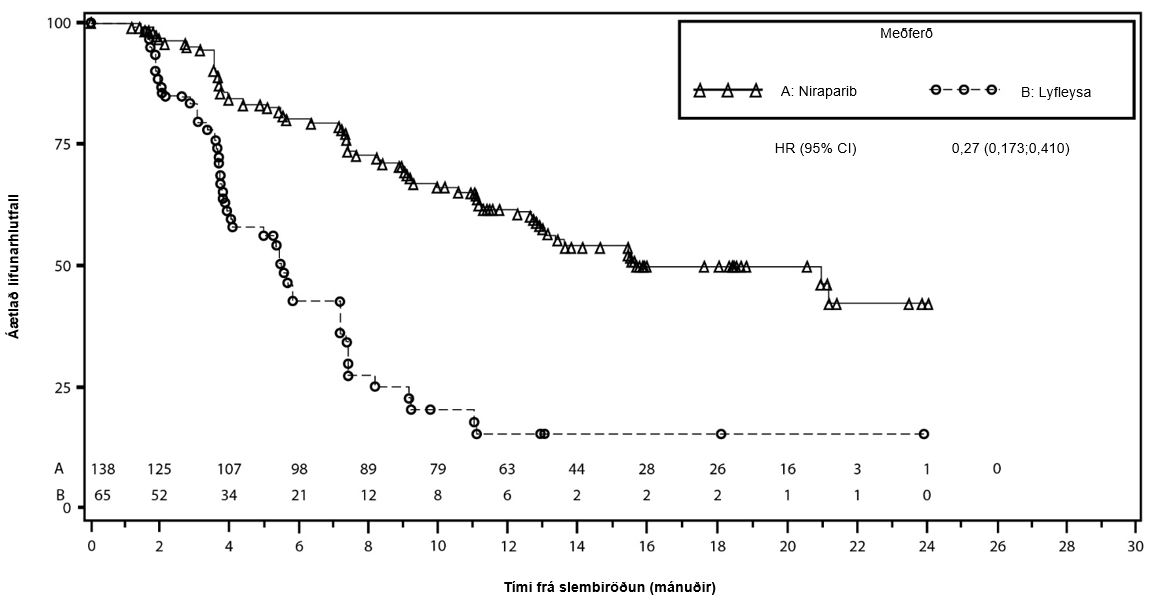 Meðferð
A: Niraparib
B: Lyfleysa
HR (95% CI) 0,27 (0,173;0,410)
Áætlað lifunarhlutfall
100
75
50
25
0
A 138 125 107 98 89 79 63 44 28 26 16 3 1 0
B 65 52 34 21 12 8 6 2 2 2 1 1 0
0 2 4 6 8 10 12 14 16 18 20 22 24 26 28 30
Tími frá slembiröðun (mánuðir)